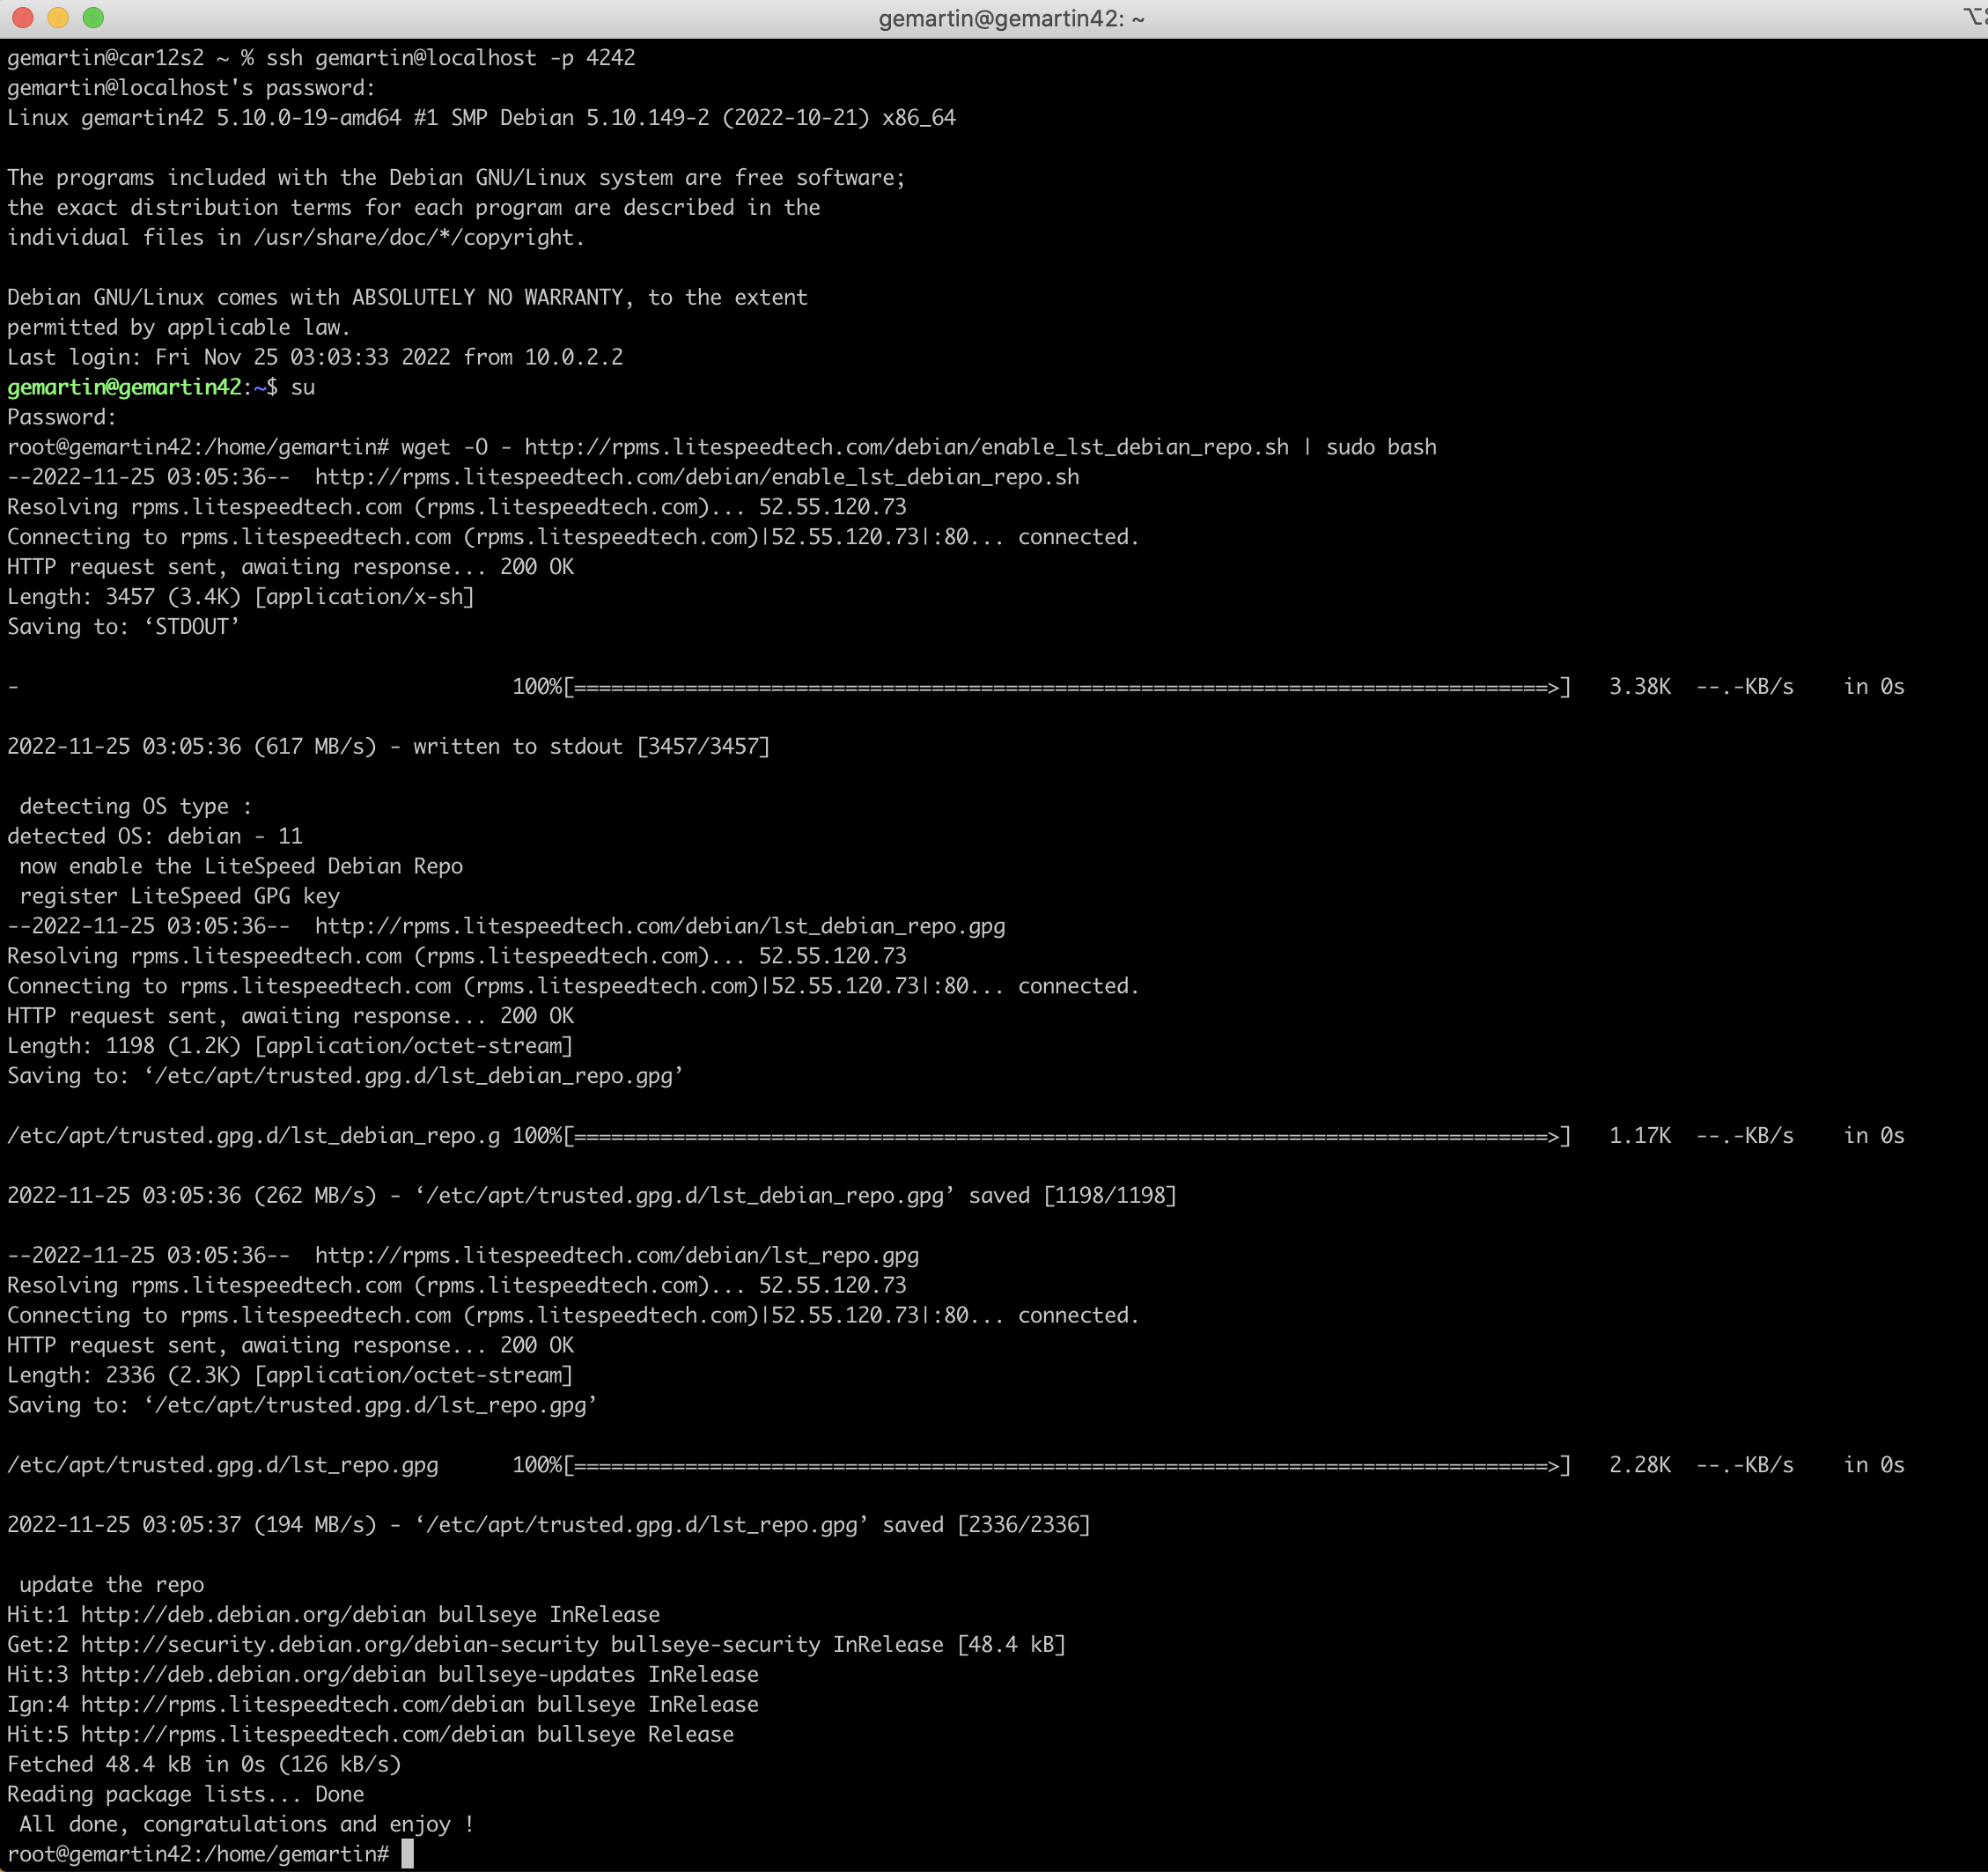 gemartin@gemartin42: ~
gemartin@car12s2 ~ % ssh gemartin@localhost -p 4242
gemartin@localhost's password:
Linux gemartin42 5.10.0-19-amd64 #1 SMP Debian 5.10.149-2 (2022-10-21) x86_64
The programs included with the Debian GNU/Linux system are free software;
the exact distribution terms for each program are described in the
individual files in /usr/share/doc/*/copyright.
Debian GNU/Linux comes with ABSOLUTELY NO WARRANTY, to the extent
permitted by applicable law.
Last login: Fri Nov 25 03:03:33 2022 from 10.0.2.2
gemartin@gemartin42:~$ su
Password:
root@gemartin42:/home/gemartin# wget -O - http://rpms.litespeedtech.com/debian/enable_lst_debian_repo.sh | sudo bash
--2022-11-25 03:05:36--  http://rpms.litespeedtech.com/debian/enable_lst_debian_repo.sh
Resolving rpms.litespeedtech.com (rpms.litespeedtech.com)... 52.55.120.73
Connecting to rpms.litespeedtech.com (rpms.litespeedtech.com)|52.55.120.73|:80... connected.
HTTP request sent, awaiting response... 200 OK
Length: 3457 (3.4K) [application/x-sh]
Saving to: ‘STDOUT’
-                                        100%[===============================================================================>]   3.38K  --.-KB/s    in 0s
2022-11-25 03:05:36 (617 MB/s) - written to stdout [3457/3457]
 detecting OS type :
detected OS: debian - 11
 now enable the LiteSpeed Debian Repo
 register LiteSpeed GPG key
--2022-11-25 03:05:36--  http://rpms.litespeedtech.com/debian/lst_debian_repo.gpg
Resolving rpms.litespeedtech.com (rpms.litespeedtech.com)... 52.55.120.73
Connecting to rpms.litespeedtech.com (rpms.litespeedtech.com)|52.55.120.73|:80... connected.
HTTP request sent, awaiting response... 200 OK
Length: 1198 (1.2K) [application/octet-stream]
Saving to: ‘/etc/apt/trusted.gpg.d/lst_debian_repo.gpg’
/etc/apt/trusted.gpg.d/lst_debian_repo.g 100%[===============================================================================>]   1.17K  --.-KB/s    in 0s
2022-11-25 03:05:36 (262 MB/s) - ‘/etc/apt/trusted.gpg.d/lst_debian_repo.gpg’ saved [1198/1198]
--2022-11-25 03:05:36--  http://rpms.litespeedtech.com/debian/lst_repo.gpg
Resolving rpms.litespeedtech.com (rpms.litespeedtech.com)... 52.55.120.73
Connecting to rpms.litespeedtech.com (rpms.litespeedtech.com)|52.55.120.73|:80... connected.
HTTP request sent, awaiting response... 200 OK
Length: 2336 (2.3K) [application/octet-stream]
Saving to: ‘/etc/apt/trusted.gpg.d/lst_repo.gpg’
/etc/apt/trusted.gpg.d/lst_repo.gpg      100%[===============================================================================>]   2.28K  --.-KB/s    in 0s
2022-11-25 03:05:37 (194 MB/s) - ‘/etc/apt/trusted.gpg.d/lst_repo.gpg’ saved [2336/2336]
 update the repo
Hit:1 http://deb.debian.org/debian bullseye InRelease
Get:2 http://security.debian.org/debian-security bullseye-security InRelease [48.4 kB]
Hit:3 http://deb.debian.org/debian bullseye-updates InRelease
Ign:4 http://rpms.litespeedtech.com/debian bullseye InRelease
Hit:5 http://rpms.litespeedtech.com/debian bullseye Release
Fetched 48.4 kB in 0s (126 kB/s)
Reading package lists... Done
 All done, congratulations and enjoy !
root@gemartin42:/home/gemartin#